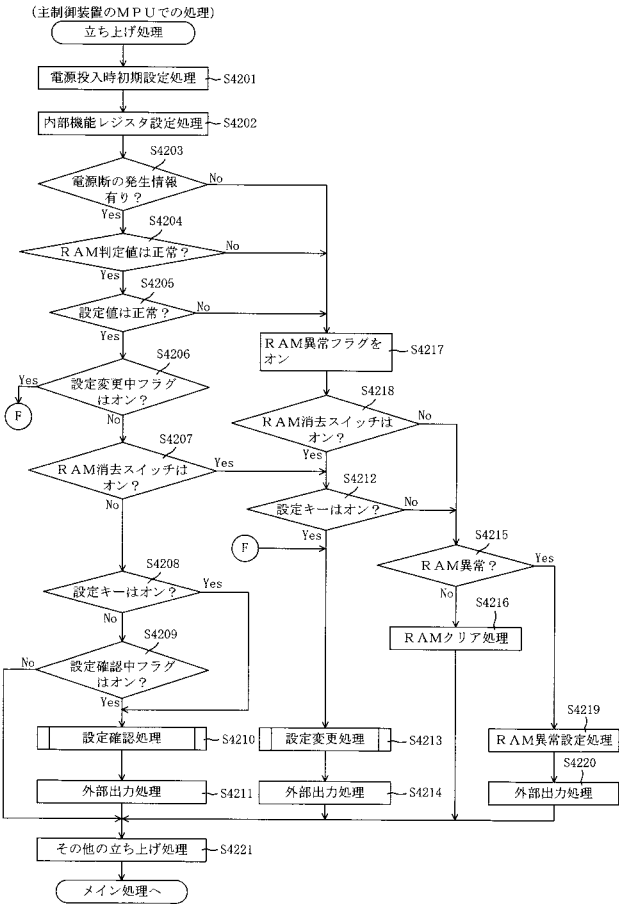 (主制御装置のMPUでの処理)
立ち上げ処理
電源投入時初期設定処理
S4201
内部機能レジスタ設定処理
S4202
S4203
電源断の発生情報
有り？
No
Yes
S4204
RAM判定値は正常？
No
Yes
S4205
設定値は正常？
No
Yes
RAM異常フラグを
オン
S4217
S4206
Yes
設定変更中フラグ
はオン？
F
No
S4218
RAM消去スイッチは
オン？
No
Yes
S4207
RAM消去スイッチは
オン？
Yes
No
S4212
設定キーはオン？
No
Yes
F
S4215
RAM異常？
Yes
No
S4208
設定キーはオン？
Yes
No
S4216
RAMクリア処理
S4209
No
設定確認中フラグ
はオン？
Yes
設定確認処理
S4210
設定変更処理
S4213
S4219
RAM異常設定処理
外部出力処理
S4211
外部出力処理
S4214
S4220
外部出力処理
その他の立ち上げ処理
S4221
メイン処理へ